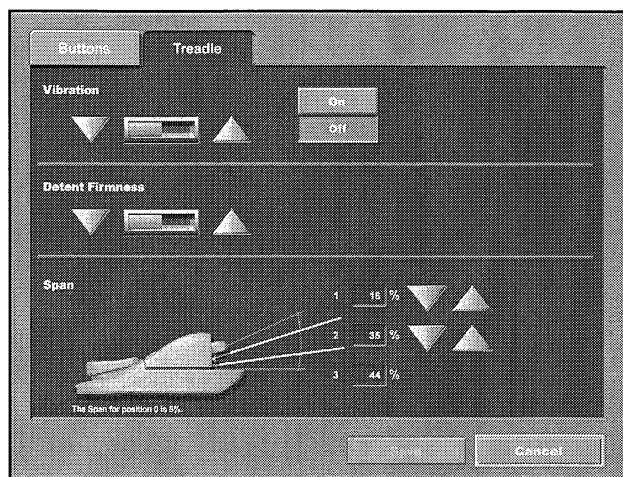 Buttons
Treadle
Vibration
On
Off
Detent Firmness
Span
1 16 %
2 35 %
3 44 %
The Span for position 0 is 5%.
Save
Cancel